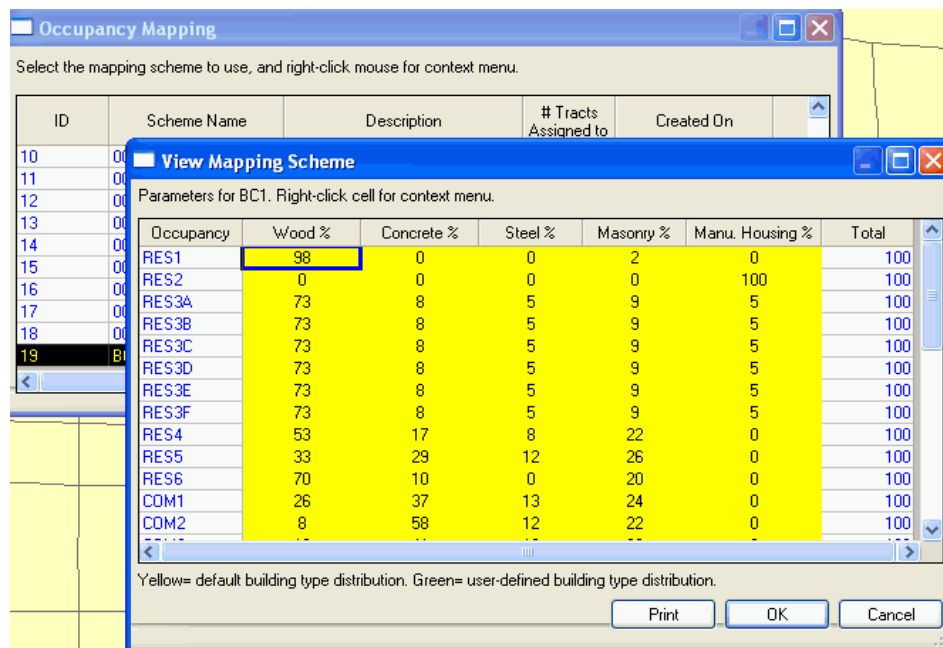 Occupancy Mapping
Select the mapping scheme to use, and right-click mouse for context menu.
ID Scheme Name Description # Tracts Assigned to Created On
10
11
12
13
14
15
16
17
18
19
View Mapping Scheme
Parameters for BC1. Right-click cell for context menu.
Occupancy Wood % Concrete % Steel % Masonry % Manu. Housing % Total
RES1 98 0 0 2 0 100
RES2 0 0 0 0 100 100
RES3A 73 8 5 9 5 100
RES3B 73 8 5 9 5 100
RES3C 73 8 5 9 5 100
RES3D 73 8 5 9 5 100
RES3E 73 8 5 9 5 100
RES3F 73 8 5 9 5 100
RES4 53 17 8 22 0 100
RES5 33 29 12 26 0 100
RES6 70 10 0 20 0 100
COM1 26 37 13 24 0 100
COM2 8 58 12 22 0 100
Yellow= default building type distribution. Green= user-defined building type distribution.
Print OK Cancel